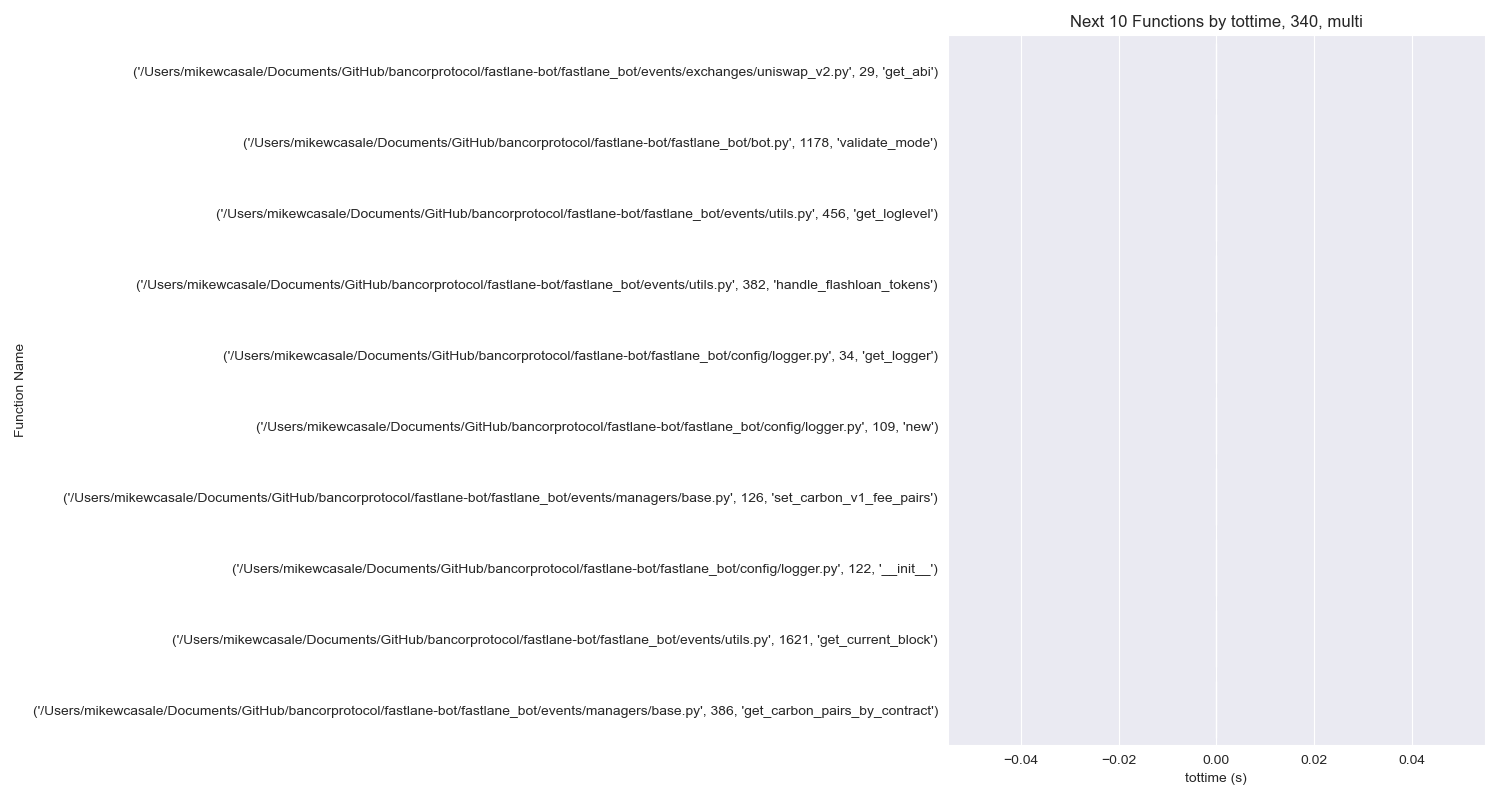 Next 10 Functions by tottime, 340, multi
('/Users/mikewcasale/Documents/GitHub/bancorprotocol/fastlane-bot/fastlane_bot/events/exchanges/uniswap_v2.py', 29, 'get_abi')
('/Users/mikewcasale/Documents/GitHub/bancorprotocol/fastlane-bot/fastlane_bot/bot.py', 1178, 'validate_mode')
('/Users/mikewcasale/Documents/GitHub/bancorprotocol/fastlane-bot/fastlane_bot/events/utils.py', 456, 'get_loglevel')
('/Users/mikewcasale/Documents/GitHub/bancorprotocol/fastlane-bot/fastlane_bot/events/utils.py', 382, 'handle_flashloan_tokens')
('/Users/mikewcasale/Documents/GitHub/bancorprotocol/fastlane-bot/fastlane_bot/config/logger.py', 34, 'get_logger')
('/Users/mikewcasale/Documents/GitHub/bancorprotocol/fastlane-bot/fastlane_bot/config/logger.py', 109, 'new')
('/Users/mikewcasale/Documents/GitHub/bancorprotocol/fastlane-bot/fastlane_bot/events/managers/base.py', 126, 'set_carbon_v1_fee_pairs')
('/Users/mikewcasale/Documents/GitHub/bancorprotocol/fastlane-bot/fastlane_bot/config/logger.py', 122, '__init__')
('/Users/mikewcasale/Documents/GitHub/bancorprotocol/fastlane-bot/fastlane_bot/events/utils.py', 1621, 'get_current_block')
('/Users/mikewcasale/Documents/GitHub/bancorprotocol/fastlane-bot/fastlane_bot/events/managers/base.py', 386, 'get_carbon_pairs_by_contract')
Function Name
−0.04 −0.02 0.00 0.02 0.04
tottime (s)